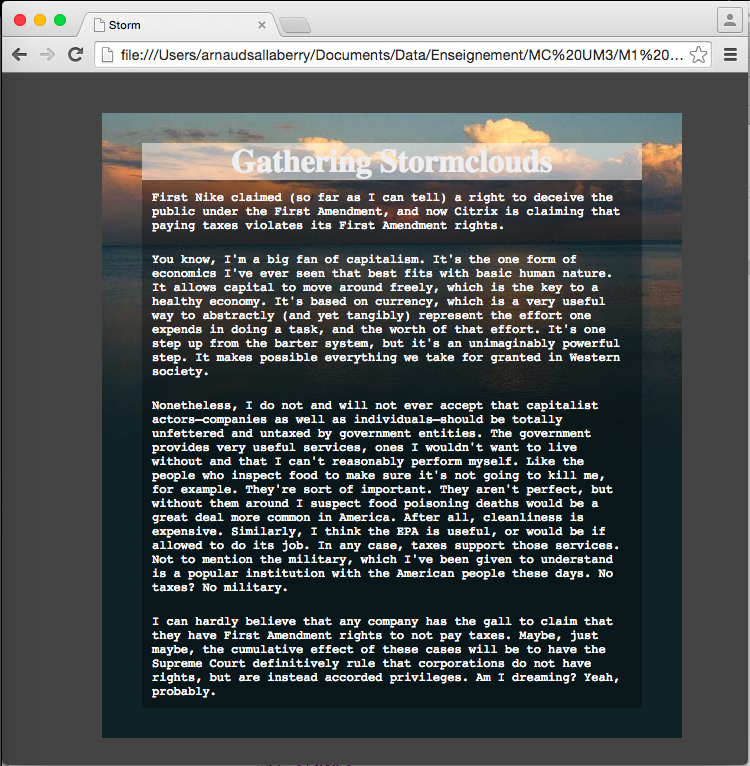 Storm
file:///Users/arnaudsallaberry/Documents/Data/Enseignement/MC%20UM3/M1%20...
Gathering Stormclouds
First Nike claimed (so far as I can tell) a right to deceive the
public under the First Amendment, and now Citrix is claiming that
paying taxes violates its First Amendment rights.
You know, I'm a big fan of capitalism. It's the one form of
economics I've ever seen that best fits with basic human nature.
It allows capital to move around freely, which is the key to a
healthy economy. It's based on currency, which is a very useful
way to abstractly (and yet tangibly) represent the effort one
expends in doing a task, and the worth of that effort. It's one
step up from the barter system, but it's an unimaginably powerful
step. It makes possible everything we take for granted in Western
society.
Nonetheless, I do not and will not ever accept that capitalist
actors—companies as well as individuals—should be totally
unfettered and untaxed by government entities. The government
provides very useful services, ones I wouldn't want to live
without and that I can't reasonably perform myself. Like the
people who inspect food to make sure it's not going to kill me,
for example. They're sort of important. They aren't perfect, but
without them around I suspect food poisoning deaths would be a
great deal more common in America. After all, cleanliness is
expensive. Similarly, I think the EPA is useful, or would be if
allowed to do its job. In any case, taxes support those services.
Not to mention the military, which I've been given to understand
is a popular institution with the American people these days. No
taxes? No military.
I can hardly believe that any company has the gall to claim that
they have First Amendment rights to not pay taxes. Maybe, just
maybe, the cumulative effect of these cases will be to have the
Supreme Court definitively rule that corporations do not have
rights, but are instead accorded privileges. Am I dreaming? Yeah,
probably.